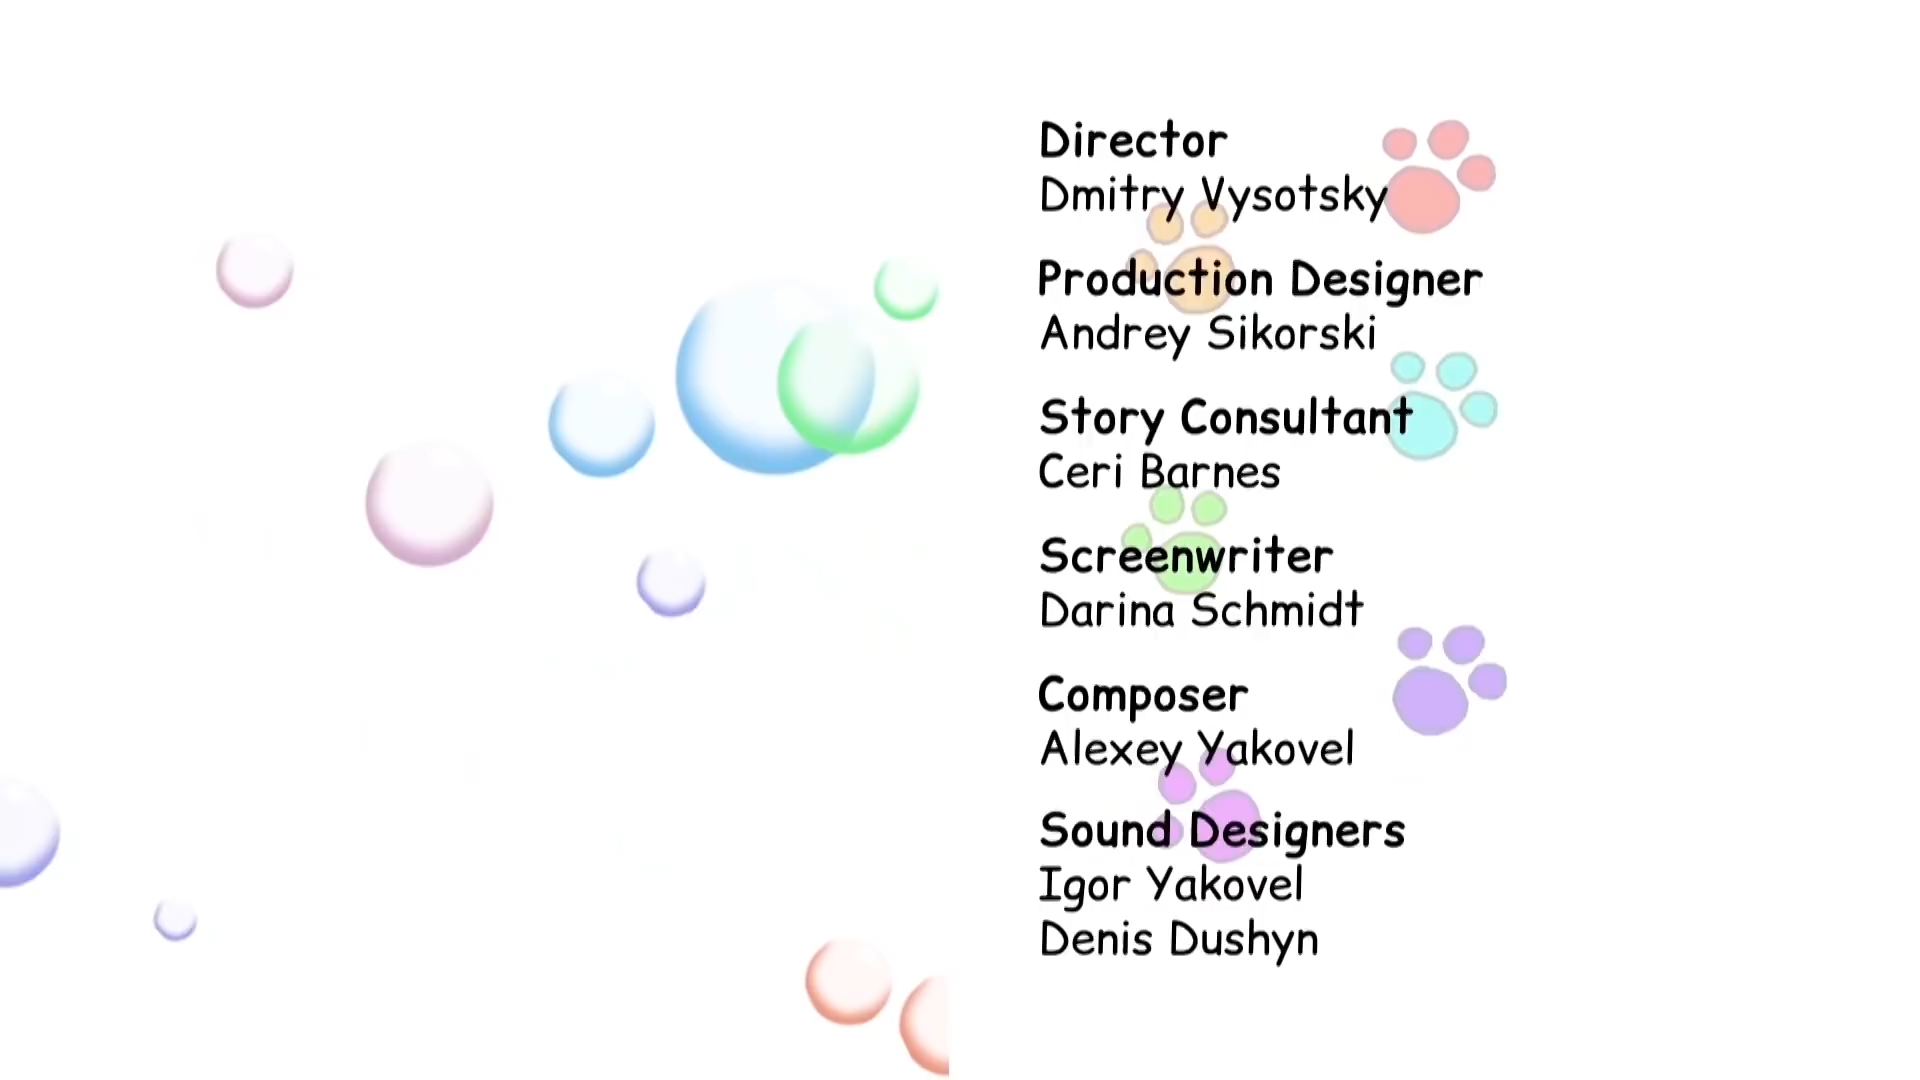 Director
Dmitry Vysotsky
Production Designer
Andrey Sikorski
Story Consultant
Ceri Barnes
Screenwriter
Darina Schmidt
Composer
Alexey Yakovel
Sound Designers
Igor Yakovel
Denis Dushyn